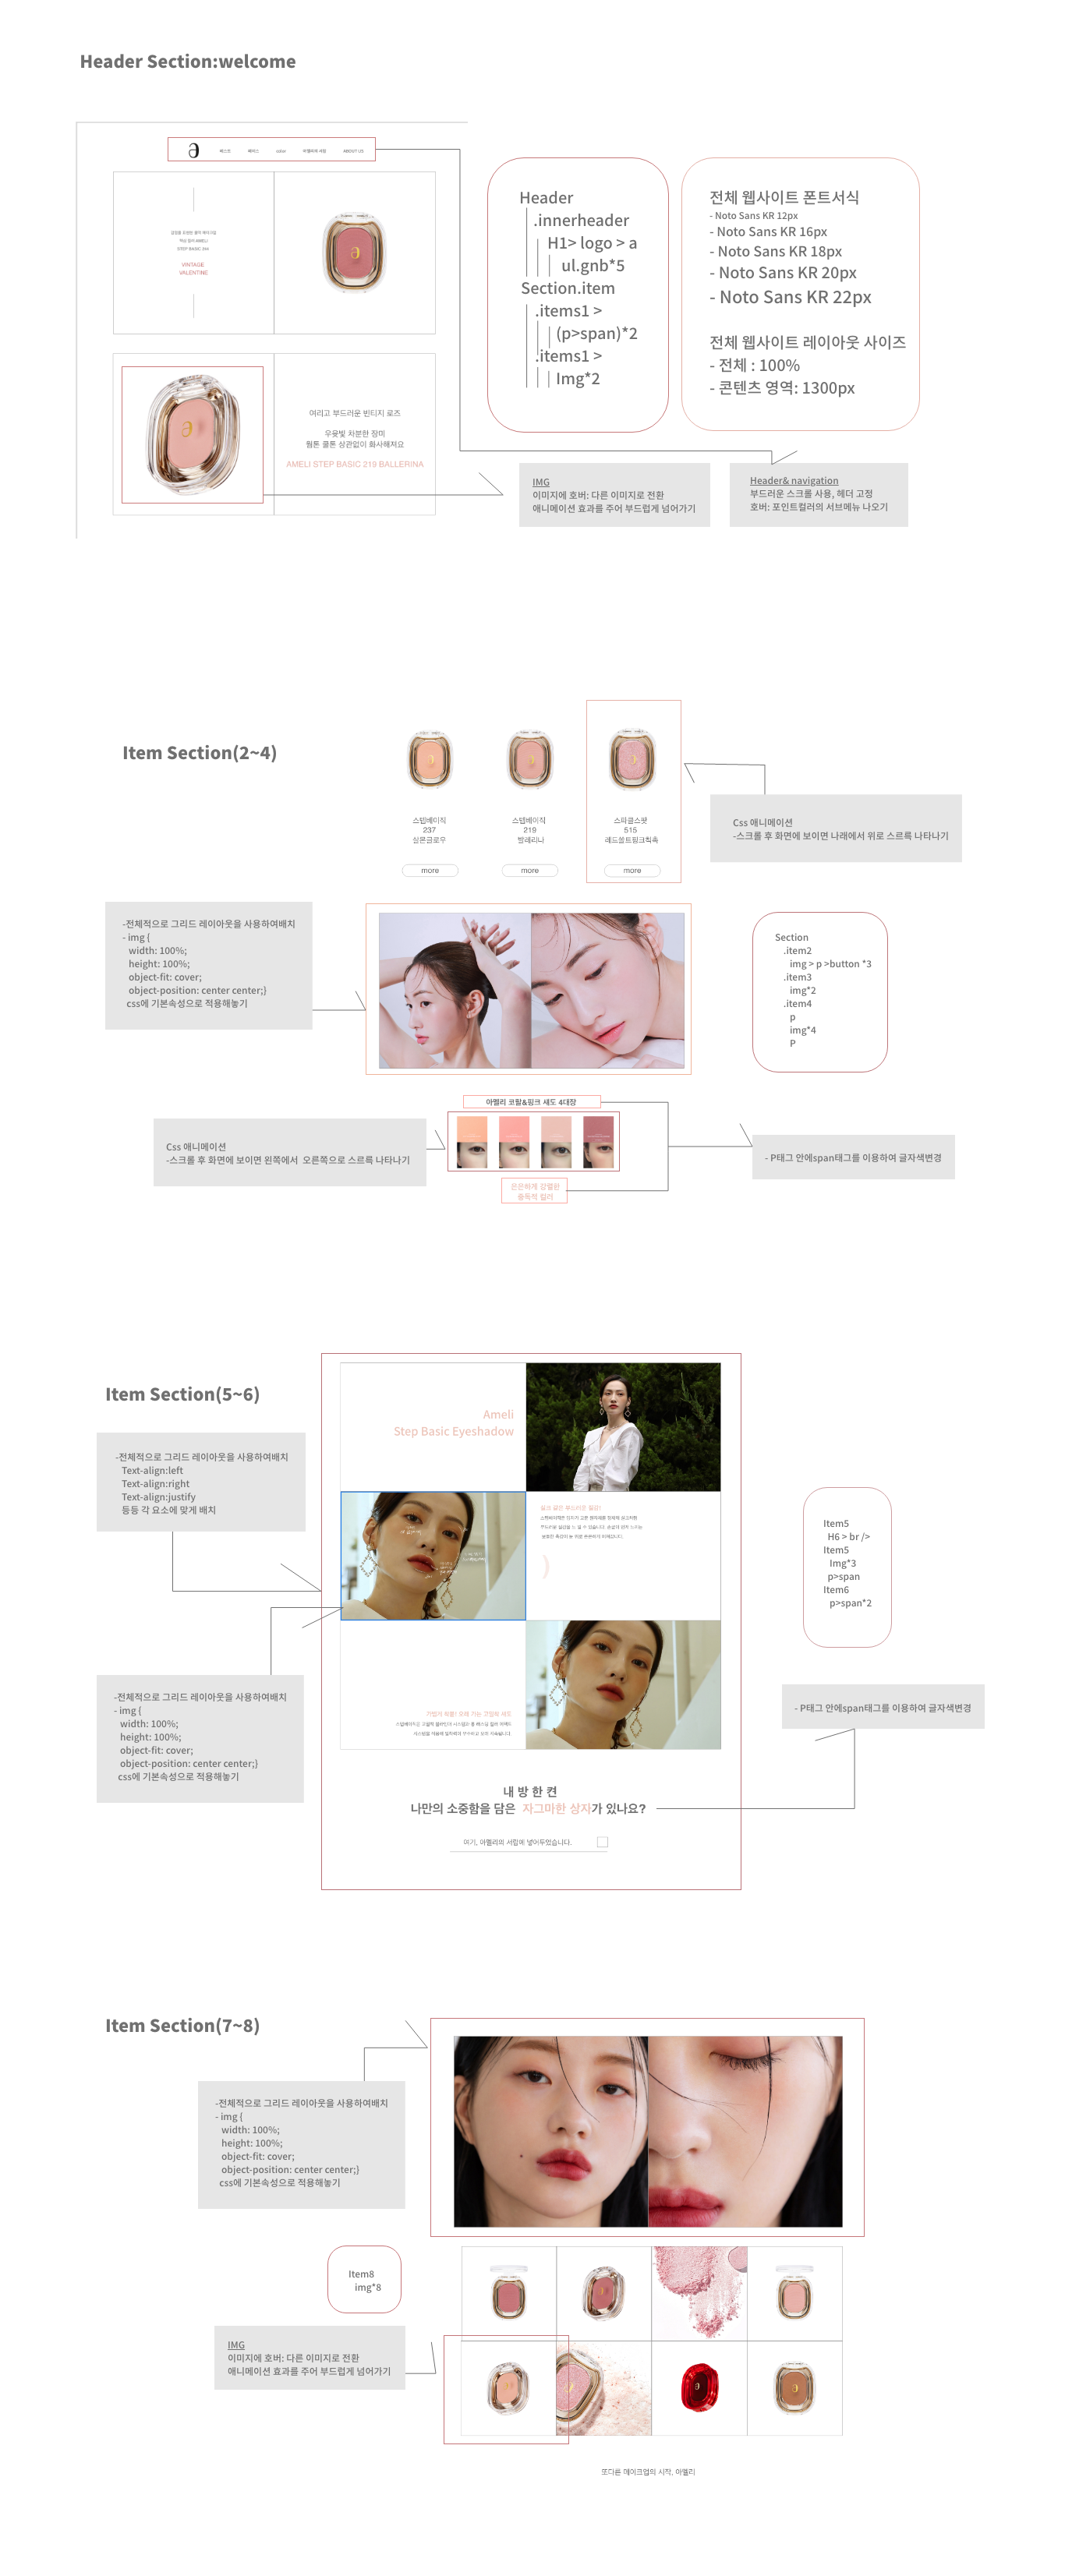 Header Section:welcome
ABOUT US
STEP BASIC 284
VINTAGE
VALENTINE
여리고 부드러운 빈티지 로즈
우윳빛 차분한 장미
웜톤 쿨톤 상관없이 화사해져요
AMELI STEP BASIC 219 BALLERINA
Header
.innerheader
H1> logo > a
ul.gnb*5
Section.item
.items1 >
(p>span)*2
.items1 >
Img*2
전체 웹사이트 폰트서식
- Noto Sans KR 12px
- Noto Sans KR 16px
- Noto Sans KR 18px
- Noto Sans KR 20px
- Noto Sans KR 22px
전체 웹사이트 레이아웃 사이즈
- 전체 : 100%
- 콘텐츠 영역: 1300px
IMG
이미지에 호버: 다른 이미지로 전환
애니메이션 효과를 주어 부드럽게 넘어가기
Header& navigation
부드러운 스크롤 사용, 헤더 고정
호버: 포인트컬러의 서브메뉴 나오기
Item Section(2~4)
스텝베이직
237
살몬글로우
more
스텝베이직
219
발레리나
more
스파클스팟
515
레드쏠트핑크칙촉
more
Css 애니메이션
-스크롤 후 화면에 보이면 나래에서 위로 스르륵 나타나기
-전체적으로 그리드 레이아웃을 사용하여배치
- img {
width: 100%;
height: 100%;
object-fit: cover;
object-position: center center;}
css에 기본속성으로 적용해놓기
Section
.item2
img > p >button *3
.item3
img*2
.item4
p
img*4
P
아멜리 코랄&핑크 섀도 4대장
은은하게 강렬한
중독적 컬러
Css 애니메이션
-스크롤 후 화면에 보이면 왼쪽에서 오른쪽으로 스르륵 나타나기
- P태그 안에span태그를 이용하여 글자색변경
Item Section(5~6)
-전체적으로 그리드 레이아웃을 사용하여배치
Text-align:left
Text-align:right
Text-align:justify
등등 각 요소에 맞게 배치
Ameli
Step Basic Eyeshadow
Item5
H6 > br />
Item5
Img*3
p>span
Item6
p>span*2
-전체적으로 그리드 레이아웃을 사용하여배치
- img {
width: 100%;
height: 100%;
object-fit: cover;
object-position: center center;}
css에 기본속성으로 적용해놓기
- P태그 안에span태그를 이용하여 글자색변경
내 방 한 켠
나만의 소중함을 담은 자그마한 상자가 있나요?
여기, 아멜리의 서랍에 넣어두었습니다.
Item Section(7~8)
-전체적으로 그리드 레이아웃을 사용하여배치
- img {
width: 100%;
height: 100%;
object-fit: cover;
object-position: center center;}
css에 기본속성으로 적용해놓기
Item8
img*8
IMG
이미지에 호버: 다른 이미지로 전환
애니메이션 효과를 주어 부드럽게 넘어가기
또다른 메이크업의 시작, 아멜리